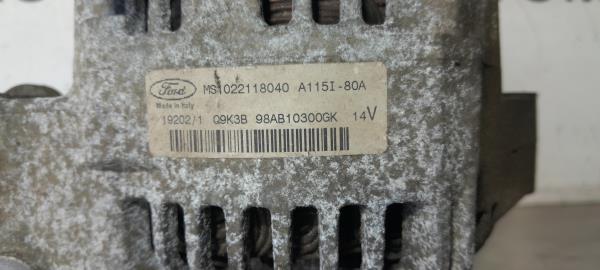 Ford MS1022118040 A115I-80A
Made in Italy
19202/1 Q9K3B 98AB10300GK 14V